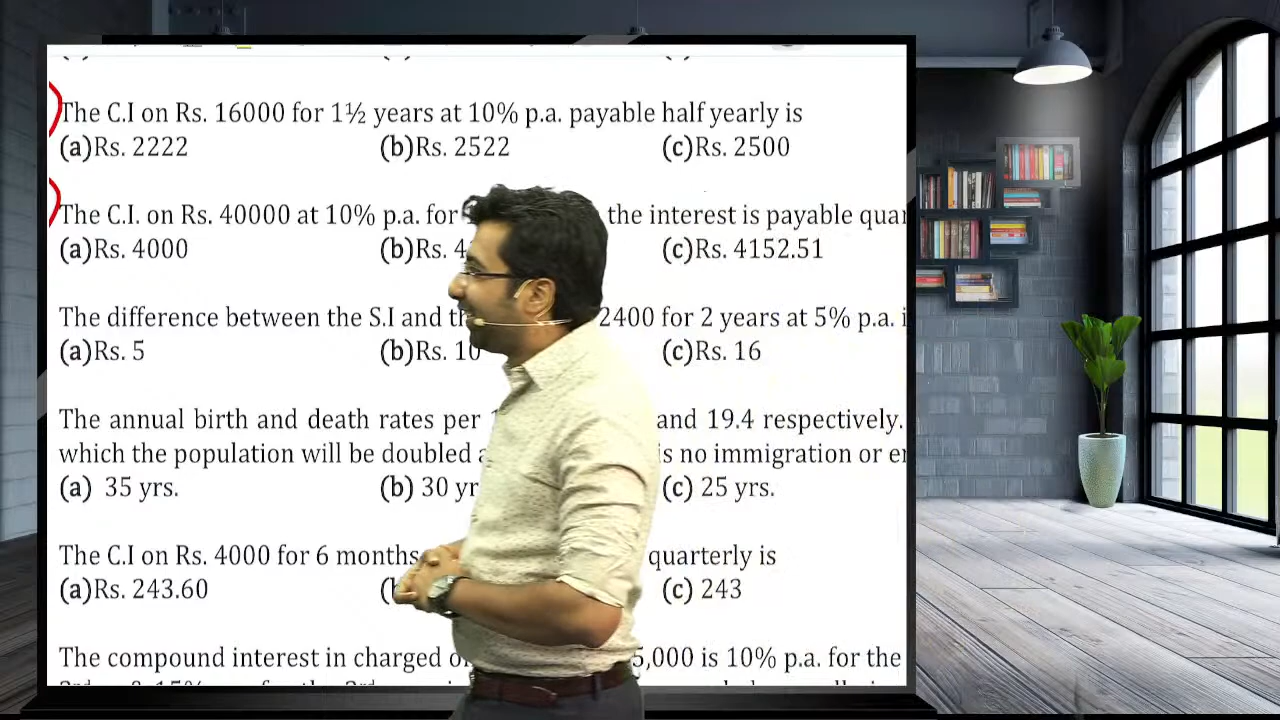 The C.I on Rs. 16000 for 1½ years at 10% p.a. payable half yearly is
(a)Rs. 2222 (b)Rs. 2522 (c)Rs. 2500
The C.I. on Rs. 40000 at 10% p.a. for the interest is payable
(a)Rs. 4000 (b)Rs. (c)Rs. 4152.51
The difference between the S.I and 2400 for 2 years at 5% p.a.
(a)Rs. 5 (b)Rs. 10 (c)Rs. 16
The annual birth and death rates per and 19.4 respectively.
which the population will be doubled is no immigration or
(a) 35 yrs. (b) 30 (c) 25 yrs.
The C.I on Rs. 4000 for 6 months quarterly is
(a)Rs. 243.60 (c) 243
The compound interest in charged 5,000 is 10% p.a. for the